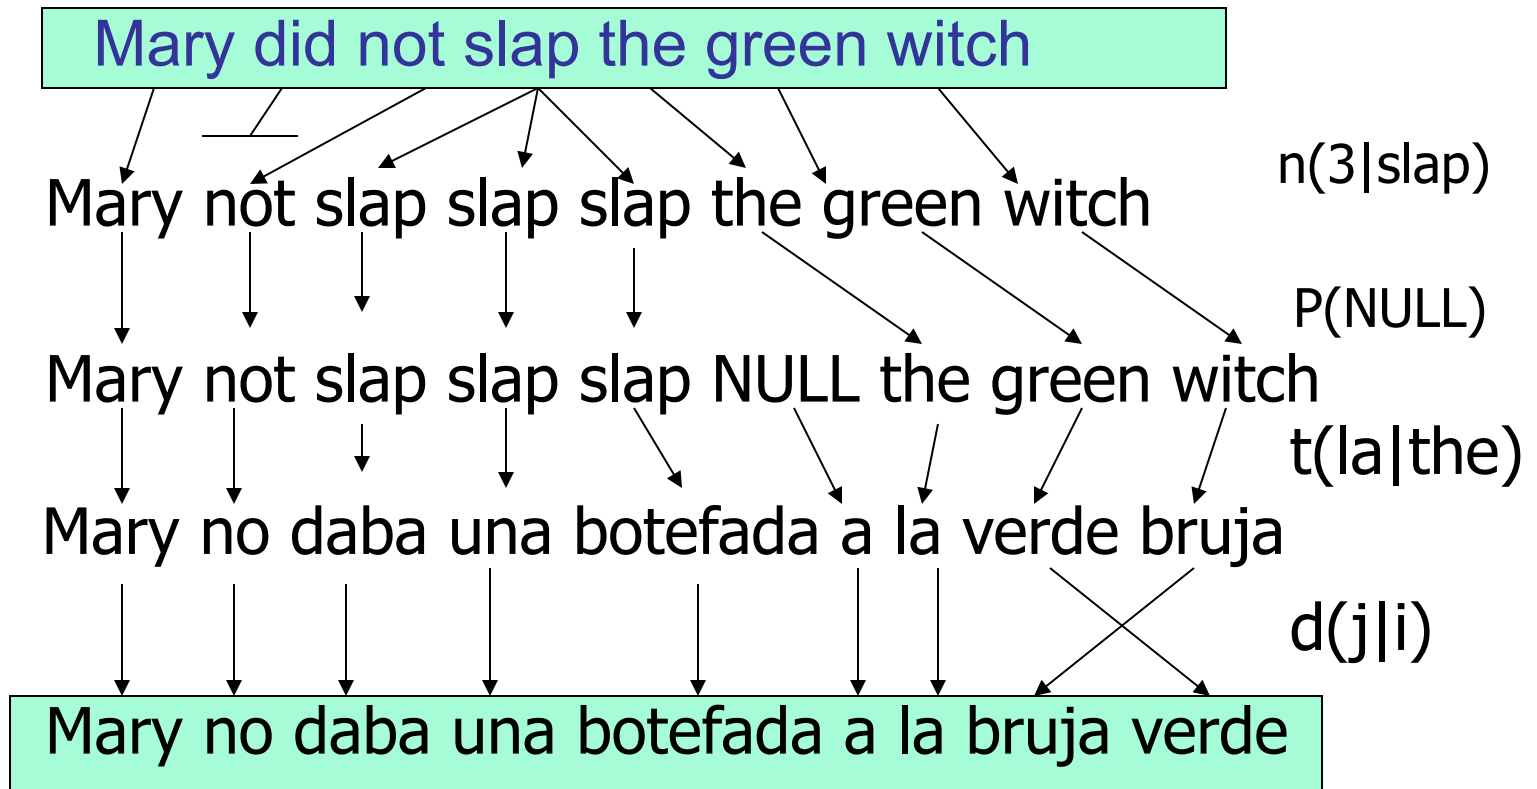 Mary did not slap the green witch
n(3|slap)
Mary not slap slap slap the green witch
P(NULL)
Mary not slap slap slap NULL the green witch
t(la|the)
Mary no daba una botefada a la verde bruja
d(j|i)
Mary no daba una botefada a la bruja verde